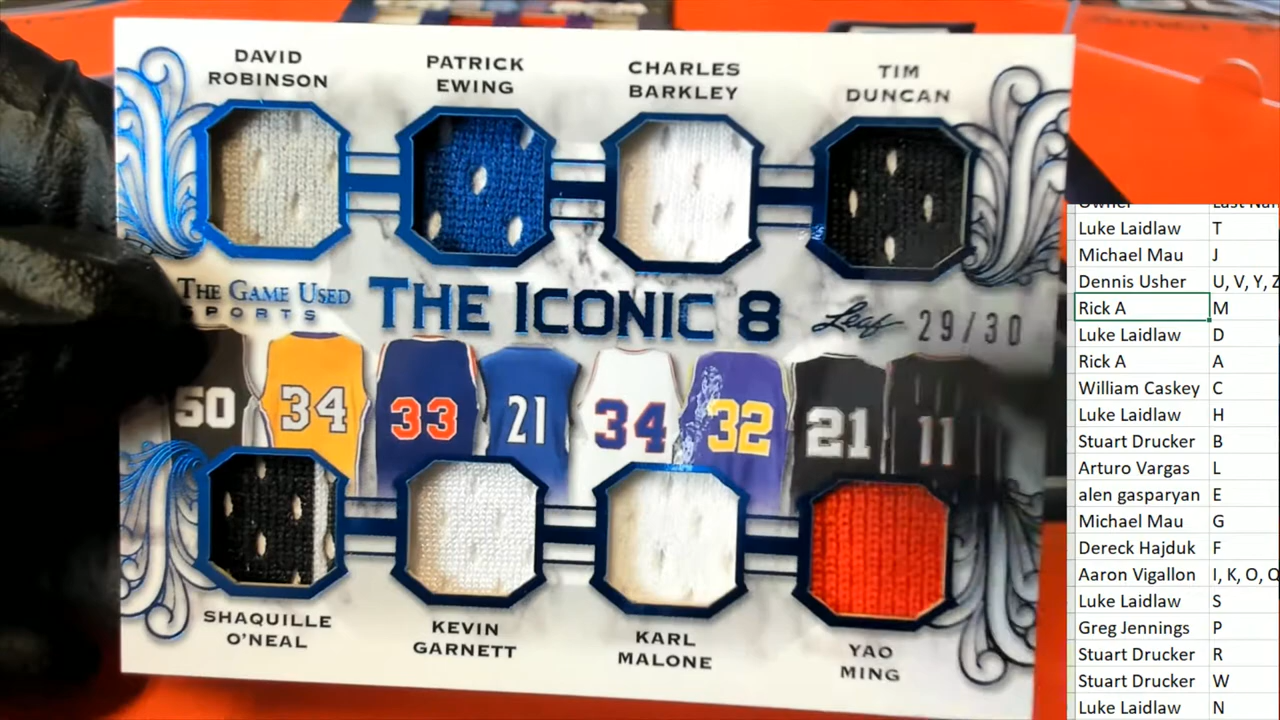 DAVID
ROBINSON
PATRICK
EWING
CHARLES
BARKLEY
TIM
DUNCAN
THE GAME USED
SPORTS
THE ICONIC 8
Leaf
29/30
50
34
33
21
34
32
21
11
SHAQUILLE
O'NEAL
KEVIN
GARNETT
KARL
MALONE
YAO
MING
Owner Last Nam
Luke Laidlaw T
Michael Mau J
Dennis Usher U, V, Y, Z
Rick A M
Luke Laidlaw D
Rick A A
William Caskey C
Luke Laidlaw H
Stuart Drucker B
Arturo Vargas L
alen gasparyan E
Michael Mau G
Dereck Hajduk F
Aaron Vigallon I, K, O, Q
Luke Laidlaw S
Greg Jennings P
Stuart Drucker R
Stuart Drucker W
Luke Laidlaw N